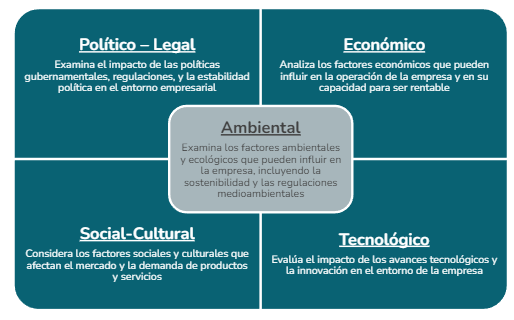 Político – Legal
Examina el impacto de las políticas
gubernamentales, regulaciones, y la estabilidad
política en el entorno empresarial
Económico
Analiza los factores económicos que pueden
influir en la operación de la empresa y en su
capacidad para ser rentable
Ambiental
Examina los factores ambientales
y ecológicos que pueden influir en
la empresa, incluyendo la
sostenibilidad y las regulaciones
medioambientales
Social-Cultural
Considera los factores sociales y culturales que
afectan el mercado y la demanda de productos
y servicios
Tecnológico
Evalúa el impacto de los avances tecnológicos y
la innovación en el entorno de la empresa